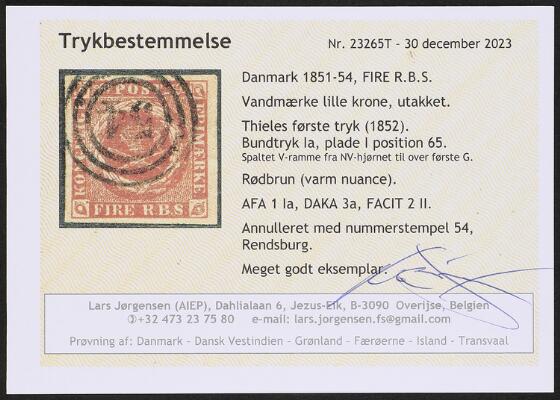 Trykbestemmelse
Nr. 23265T - 30 december 2023
Danmark 1851-54, FIRE R.B.S.
Vandmærke lille krone, utakket.
Thieles første tryk (1852).
Bundtryk Ia, plade I position 65.
Spaltet V-ramme fra NV-hjørnet til over første G.
Rødbrun (varm nuance).
AFA 1 Ia, DAKA 3a, FACIT 2 II.
Annulleret med nummerstempel 54,
Rendsburg.
Meget godt eksemplar.
POST
FRIMÆRKE
FIRE R.B.S
Lars Jørgensen (AIEP), Dahlialaan 6, Jezus-Eik, B-3090 Overijse, Belgien
✆+32 473 23 75 80 e-mail: lars.jorgensen.fs@gmail.com
Prøvning af: Danmark - Dansk Vestindien - Grønland - Færøerne - Island - Transvaal